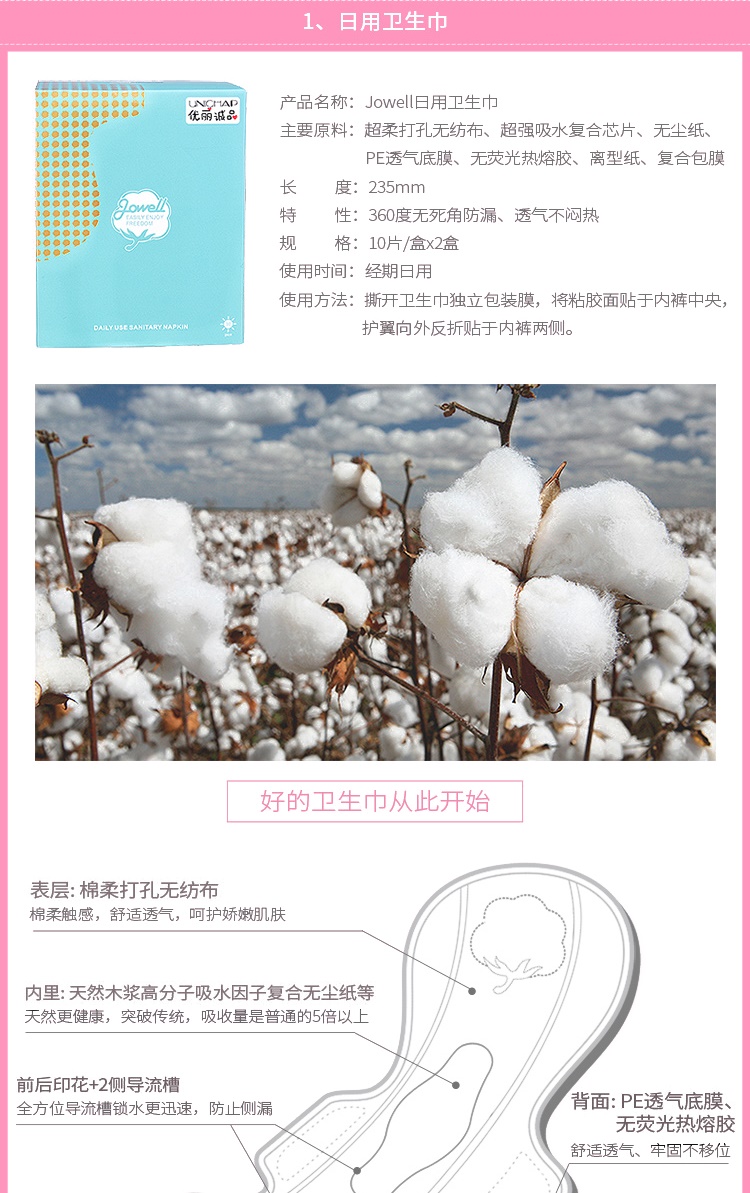 1、日用卫生巾
UNICHAP
优丽诚品
Jowell
EASILY ENJOY
FREEDOM
DAILY USE SANITARY NAPKIN
产品名称：Jowell日用卫生巾
主要原料：超柔打孔无纺布、超强吸水复合芯片、无尘纸、
PE透气底膜、无荧光热熔胶、离型纸、复合包膜
长 度：235mm
特 性：360度无死角防漏、透气不闷热
规 格：10片/盒x2盒
使用时间：经期日用
使用方法：撕开卫生巾独立包装膜，将粘胶面贴于内裤中央，
护翼向外反折贴于内裤两侧。
好的卫生巾从此开始
表层: 棉柔打孔无纺布
棉柔触感，舒适透气，呵护娇嫩肌肤
内里: 天然木浆高分子吸水因子复合无尘纸等
天然更健康，突破传统，吸收量是普通的5倍以上
前后印花+2侧导流槽
全方位导流槽锁水更迅速，防止侧漏
背面: PE透气底膜、
无荧光热熔胶
舒适透气、牢固不移位